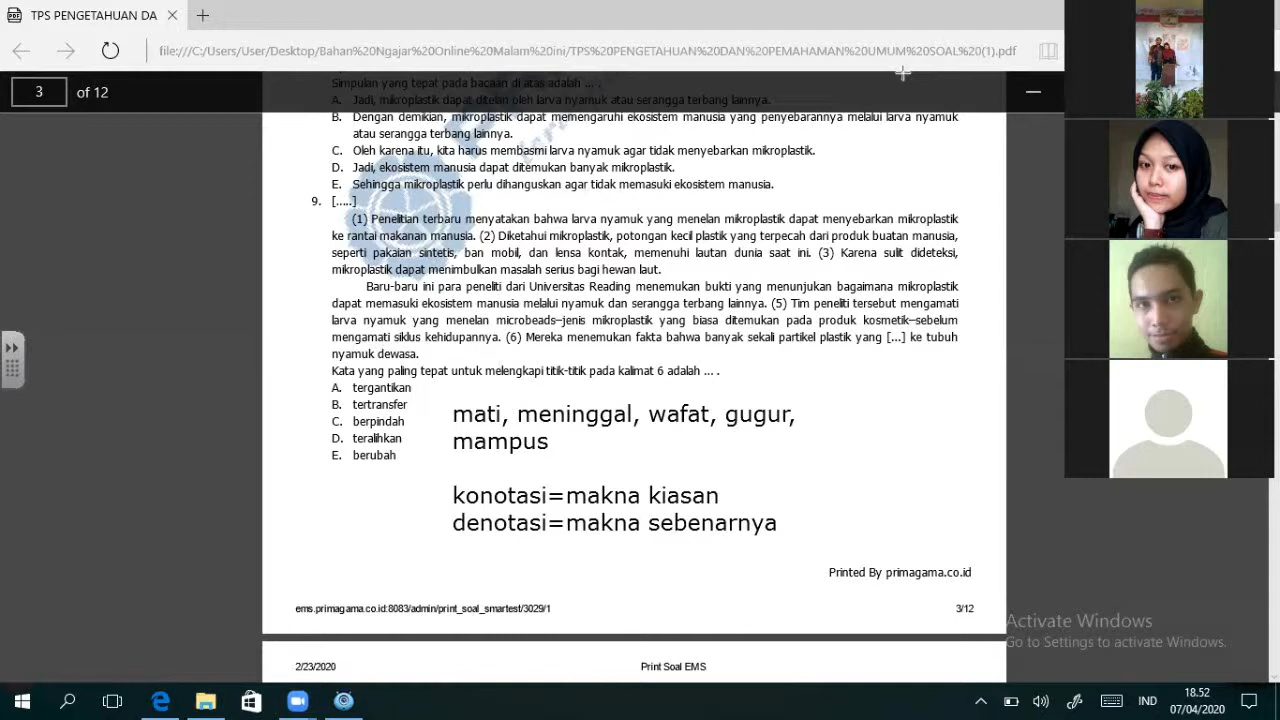 TPS PENGETAHUAN DA
file:///C:/Users/User/Desktop/Bahan%20Ngajar%20Online%20Malam%20ini/TPS%20PENGETAHUAN%20DAN%20PEMAHAMAN%20UMUM%20SOAL%20(1).pdf
3 of 12
Simpulan yang tepat pada bacaan di atas adalah ... .
A. Jadi, mikroplastik dapat ditelan oleh larva nyamuk atau serangga terbang lainnya.
B. Dengan demikian, mikroplastik dapat memengaruhi ekosistem manusia yang penyebarannya melalui larva nyamuk
atau serangga terbang lainnya.
C. Oleh karena itu, kita harus membasmi larva nyamuk agar tidak menyebarkan mikroplastik.
D. Jadi, ekosistem manusia dapat ditemukan banyak mikroplastik.
E. Sehingga mikroplastik perlu dihanguskan agar tidak memasuki ekosistem manusia.
9. [.....]
(1) Penelitian terbaru menyatakan bahwa larva nyamuk yang menelan mikroplastik dapat menyebarkan mikroplastik
ke rantai makanan manusia. (2) Diketahui mikroplastik, potongan kecil plastik yang terpecah dari produk buatan manusia,
seperti pakaian sintetis, ban mobil, dan lensa kontak, memenuhi lautan dunia saat ini. (3) Karena sulit dideteksi,
mikroplastik dapat menimbulkan masalah serius bagi hewan laut.
Baru-baru ini para peneliti dari Universitas Reading menemukan bukti yang menunjukan bagaimana mikroplastik
dapat memasuki ekosistem manusia melalui nyamuk dan serangga terbang lainnya. (5) Tim peneliti tersebut mengamati
larva nyamuk yang menelan microbeads–jenis mikroplastik yang biasa ditemukan pada produk kosmetik–sebelum
mengamati siklus kehidupannya. (6) Mereka menemukan fakta bahwa banyak sekali partikel plastik yang [...] ke tubuh
nyamuk dewasa.
Kata yang paling tepat untuk melengkapi titik-titik pada kalimat 6 adalah ... .
A. tergantikan
B. tertransfer
C. berpindah
D. teralihkan
E. berubah
mati, meninggal, wafat, gugur,
mampus
konotasi=makna kiasan
denotasi=makna sebenarnya
Printed By primagama.co.id
ems.primagama.co.id:8083/admin/print_soal_smartest/3029/1 3/12
2/23/2020 Print Soal EMS
Activate Windows
Go to Settings to activate Windows.
IND
18.52
07/04/2020